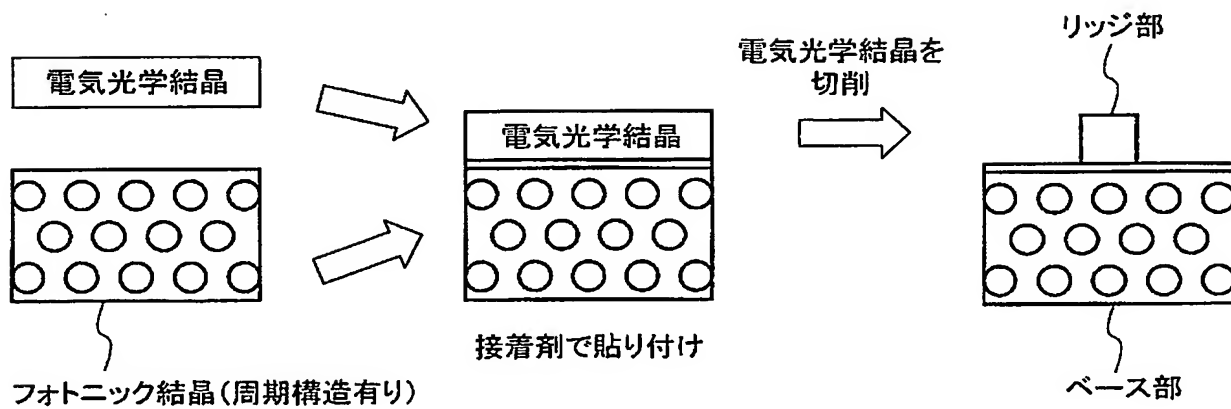 電気光学結晶
フォトニック結晶(周期構造有り)
電気光学結晶
接着剤で貼り付け
電気光学結晶を
切削
リッジ部
ベース部